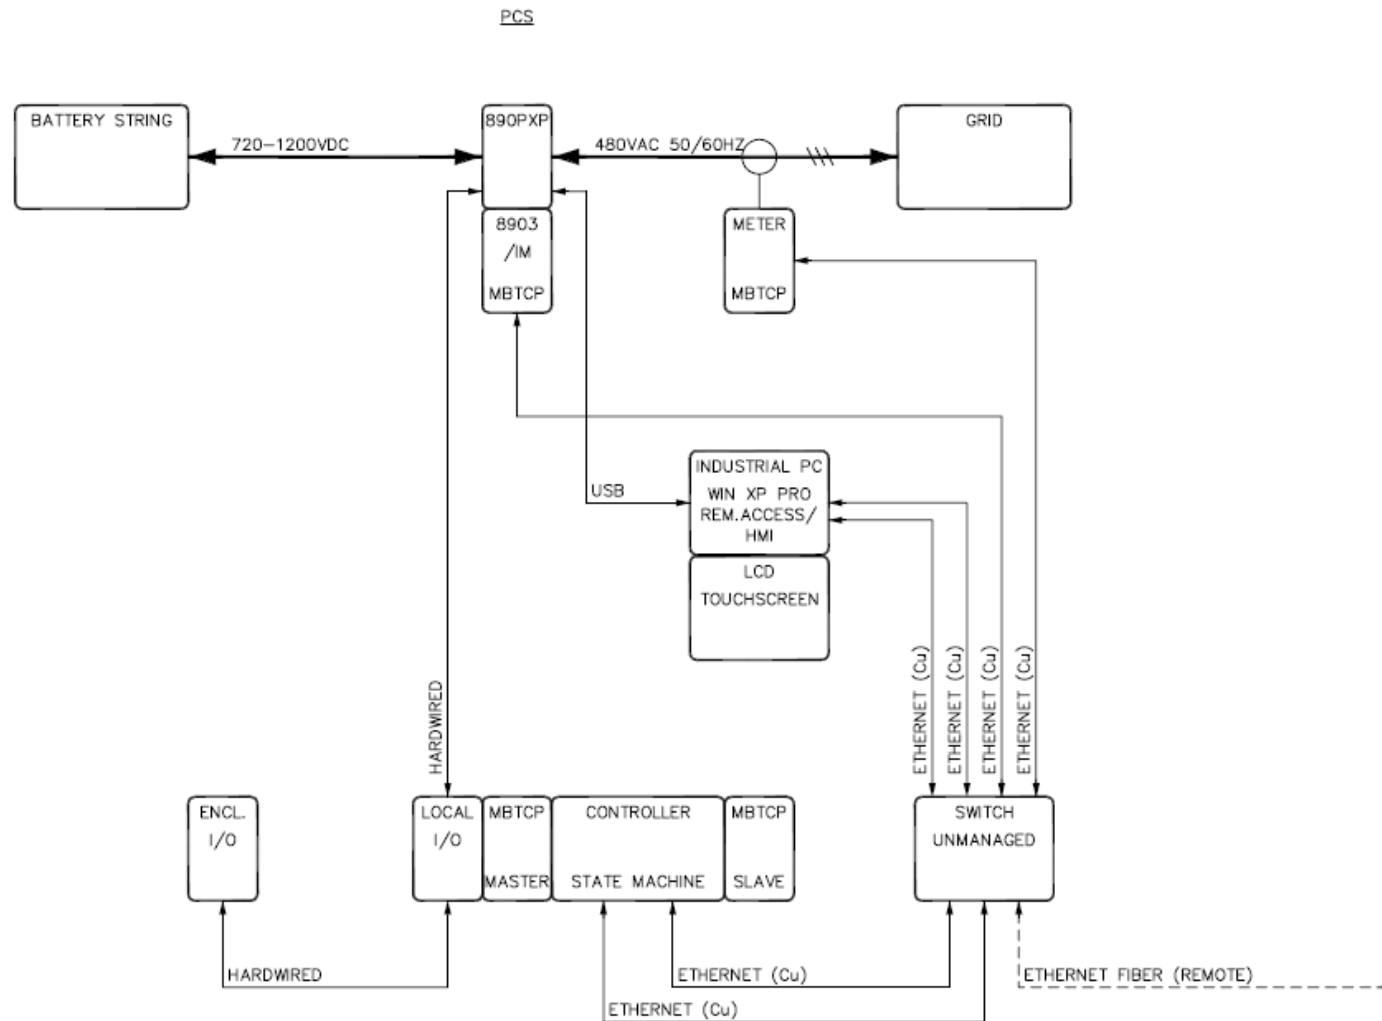 PCS
BATTERY STRING
720-1200VDC
890PXP
480VAC 50/60HZ
GRID
8903
/IM
MBTCP
METER
MBTCP
INDUSTRIAL PC
WIN XP PRO
REM.ACCESS/
HMI
USB
LCD
TOUCHSCREEN
HARDWIRED
ETHERNET (Cu)
ETHERNET (Cu)
ETHERNET (Cu)
ETHERNET (Cu)
ENCL.
I/O
LOCAL
I/O
MBTCP
MASTER
CONTROLLER
STATE MACHINE
MBTCP
SLAVE
SWITCH
UNMANAGED
HARDWIRED
ETHERNET (Cu)
ETHERNET (Cu)
ETHERNET FIBER (REMOTE)